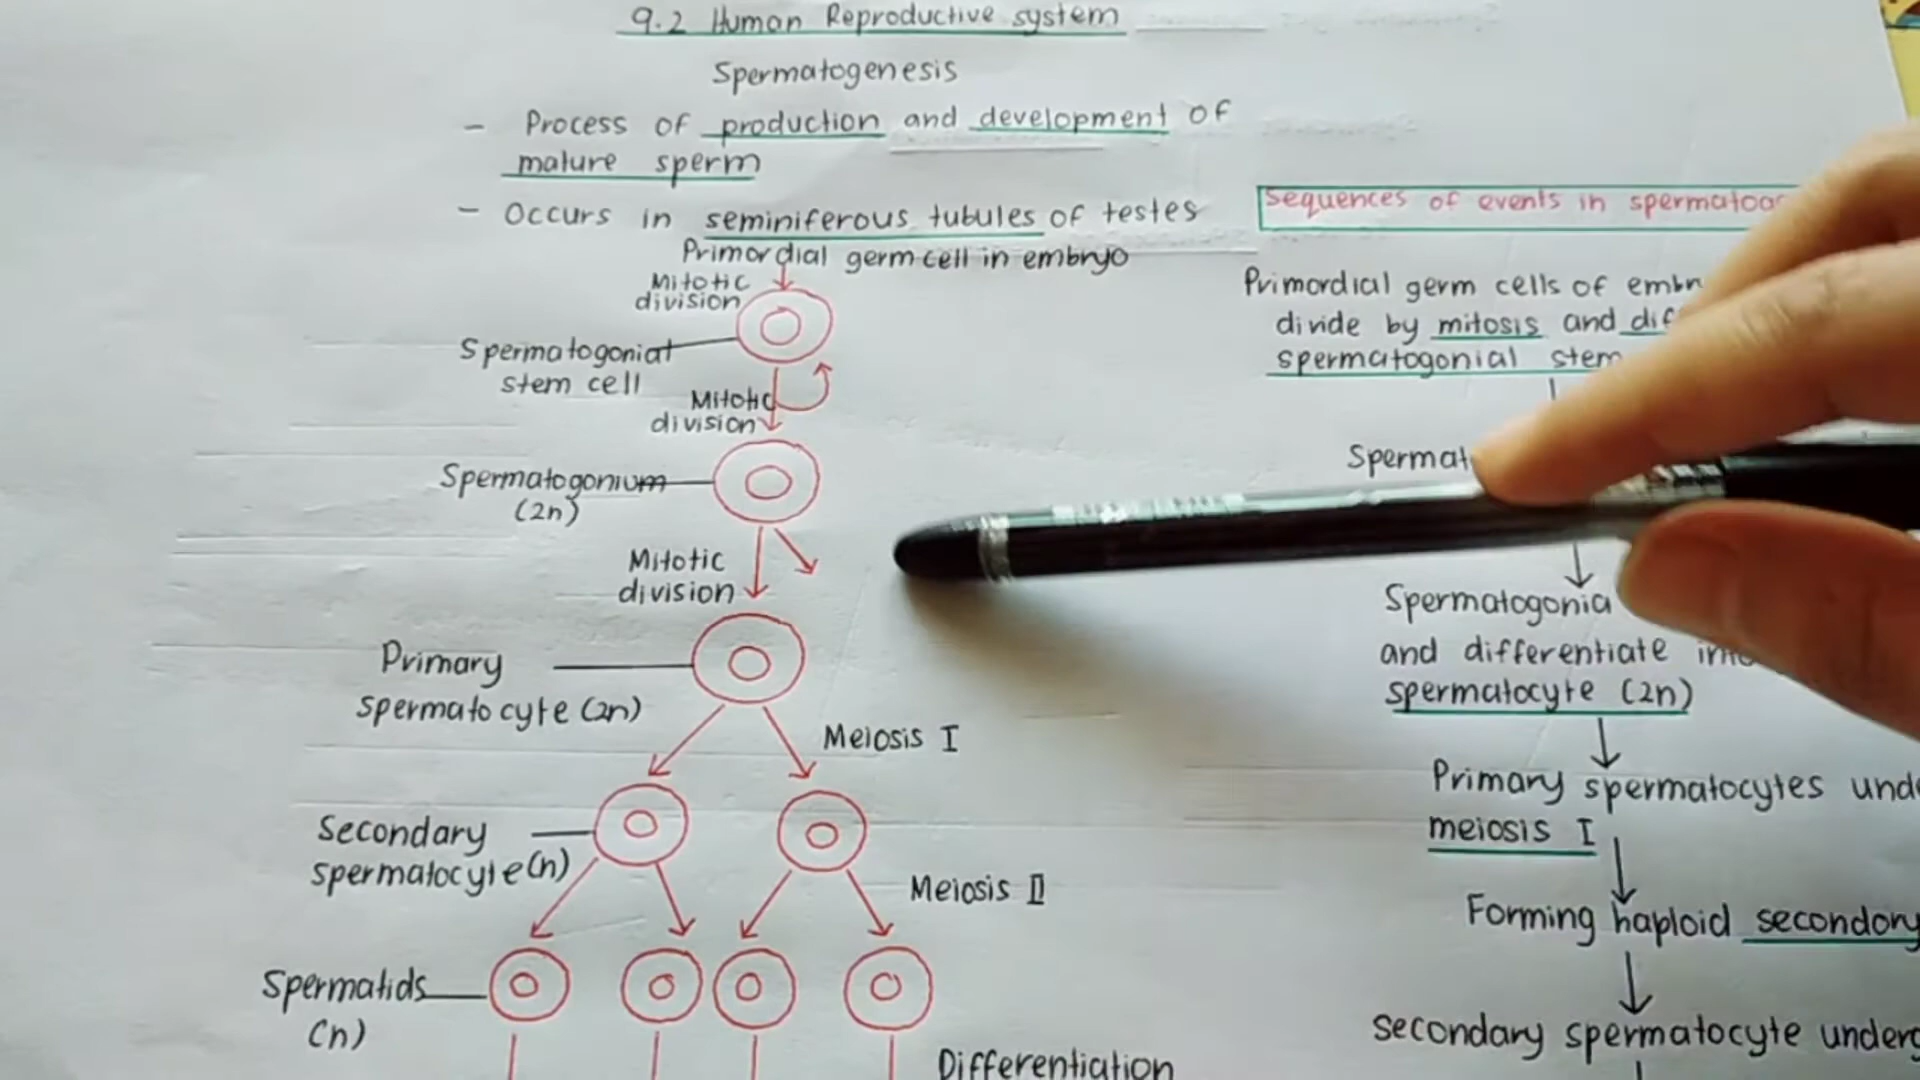 9.2 Human Reproductive system
Spermatogenesis
- Process of production and development of
mature sperm
- Occurs in seminiferous tubules of testes
Primordial germ cell in embryo
Mitotic
division
Spermatogonial
stem cell
Mitotic
division
Spermatogonium
(2n)
Mitotic
division
Primary
spermatocyte (2n)
Meiosis I
Secondary
spermatocyte (n)
Meiosis II
Spermatids
(n)
Differentiation
Sequences of events in
Primordial germ cells of
divide by mitosis and
spermatogonial stem
Spermatogonia
and differentiate
spermatocyte (2n)
Primary spermatocytes
meiosis I
Forming haploid secondory
secondary spermatocyte